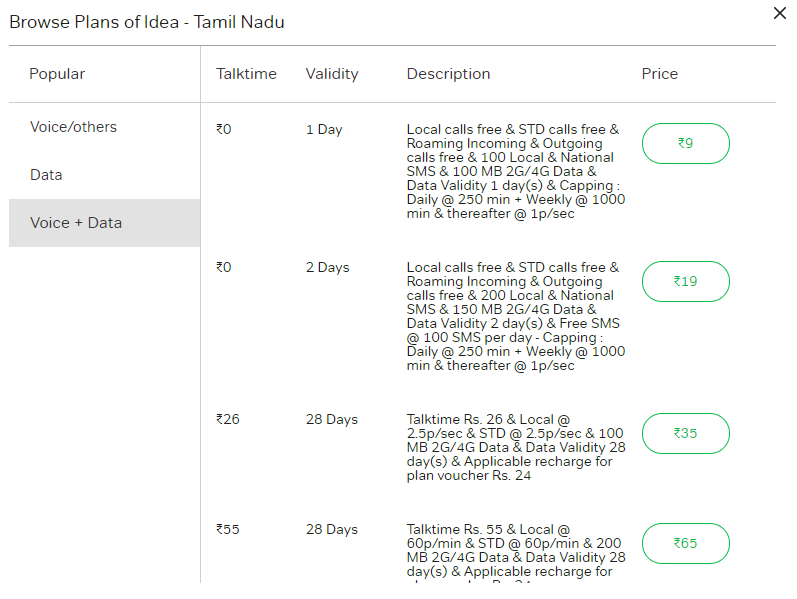 Browse Plans of Idea - Tamil Nadu
Popular
Talktime Validity Description Price
Voice/others
Data
Voice + Data
₹0 1 Day Local calls free & STD calls free &
Roaming Incoming & Outgoing
calls free & 100 Local & National
SMS & 100 MB 2G/4G Data &
Data Validity 1 day(s) & Capping :
Daily @ 250 min + Weekly @ 1000
min & thereafter @ 1p/sec
₹9
₹0 2 Days Local calls free & STD calls free &
Roaming Incoming & Outgoing
calls free & 200 Local & National
SMS & 150 MB 2G/4G Data &
Data Validity 2 day(s) & Free SMS
@ 100 SMS per day - Capping :
Daily @ 250 min + Weekly @ 1000
min & thereafter @ 1p/sec
₹19
₹26 28 Days Talktime Rs. 26 & Local @
2.5p/sec & STD @ 2.5p/sec & 100
MB 2G/4G Data & Data Validity 28
day(s) & Applicable recharge for
plan voucher Rs. 24
₹35
₹55 28 Days Talktime Rs. 55 & Local @
60p/min & STD @ 60p/min & 200
MB 2G/4G Data & Data Validity 28
day(s) & Applicable recharge for
₹65